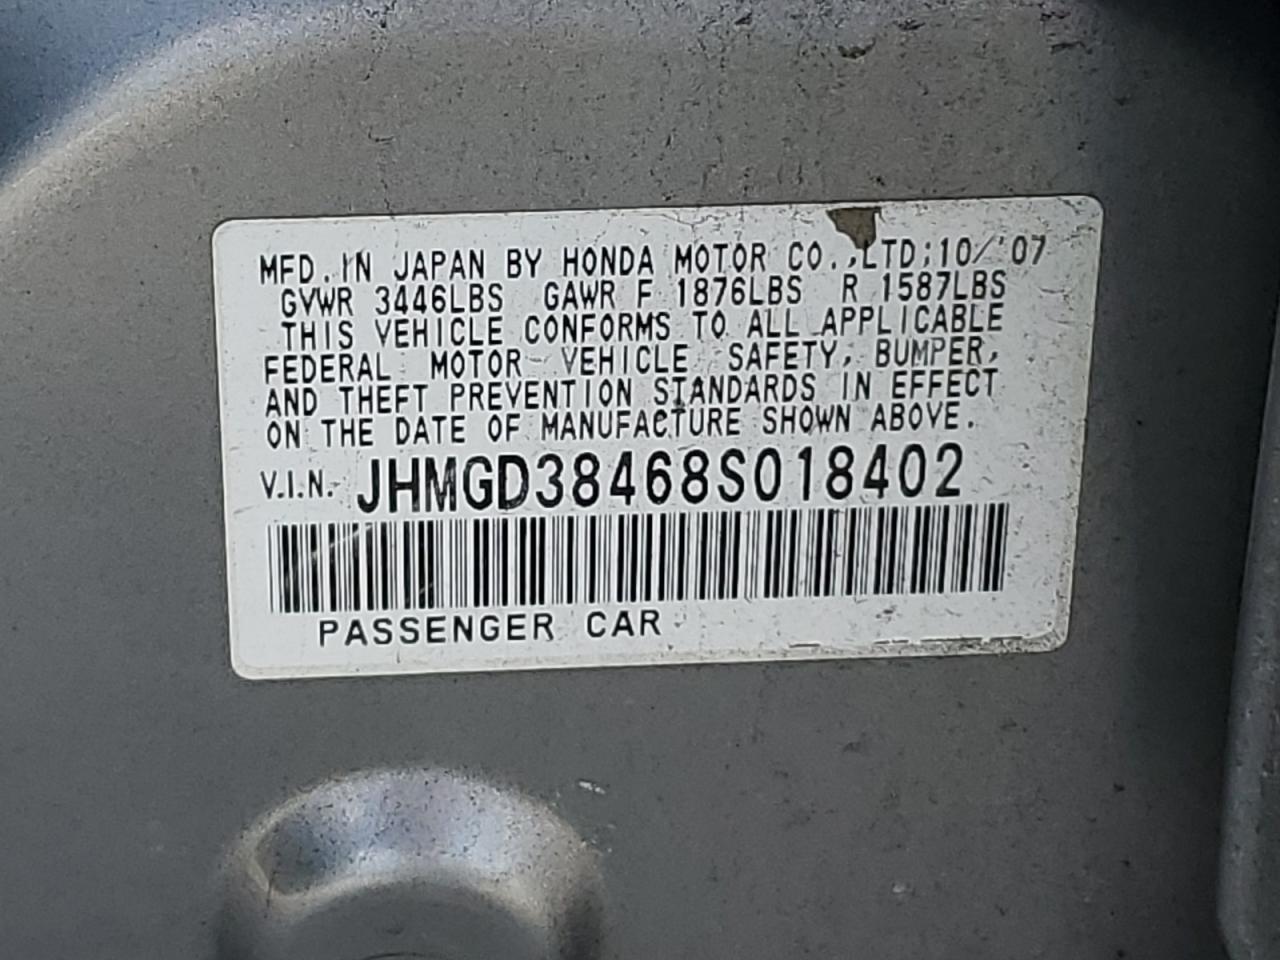 MFD. IN JAPAN BY HONDA MOTOR CO., LTD; 10/'07
GVWR 3446LBS GAWR F 1876LBS R 1587LBS
THIS VEHICLE CONFORMS TO ALL APPLICABLE
FEDERAL MOTOR VEHICLE SAFETY, BUMPER,
AND THEFT PREVENTION STANDARDS IN EFFECT
ON THE DATE OF MANUFACTURE SHOWN ABOVE.
V.I.N. JHMGD38468S018402
PASSENGER CAR